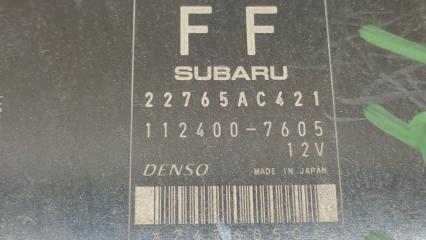 F F
SUBARU
22765AC421
112400-7605
12V
DENSO MADE IN JAPAN